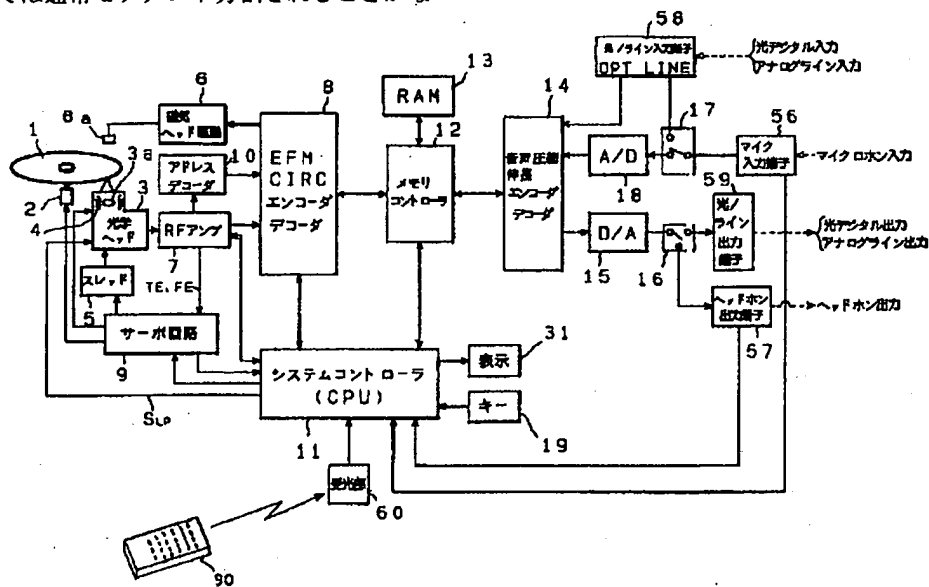 58
光/ライン入力端子
OPT LINE
光デジタル入力
アナログライン入力
6
磁気
ヘッド駆動
6a
8
EFM・
CIRC
エンコーダ
デコーダ
13
RAM
12
メモリ
コントローラ
14
音声圧縮
伸長
エンコーダ
デコーダ
17
56
マイク
入力端子
マイクロホン入力
A/D
18
1
3a
3
2
4
光学
ヘッド
10
アドレス
デコーダ
RFアンプ
7
D/A
15
16
59
光/
ライン
出力
端子
光デジタル出力
アナログライン出力
スレッド
5
TE、FE
ヘッドホン
出力端子
57
ヘッドホン出力
サーボ回路
9
システムコントローラ
(CPU)
11
表示
31
キー
19
SLP
受光部
60
90